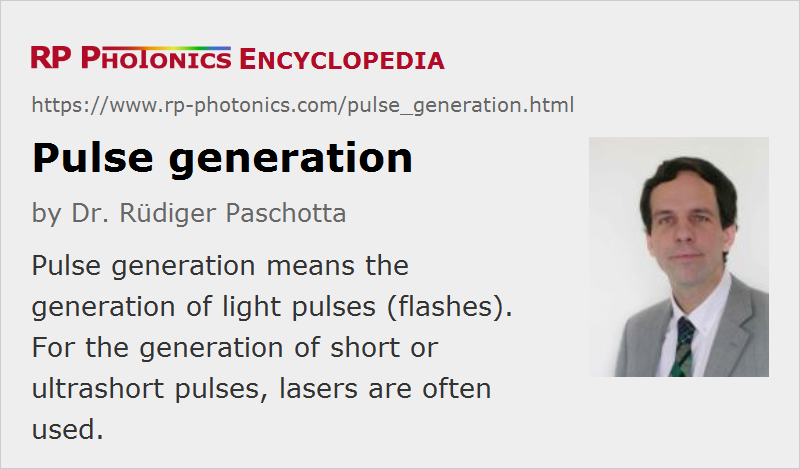 RP PHOTONICS ENCYCLOPEDIA
https://www.rp-photonics.com/pulse_generation.html
Pulse generation
by Dr. Rüdiger Paschotta
Pulse generation means the
generation of light pulses (flashes).
For the generation of short or
ultrashort pulses, lasers are often
used.